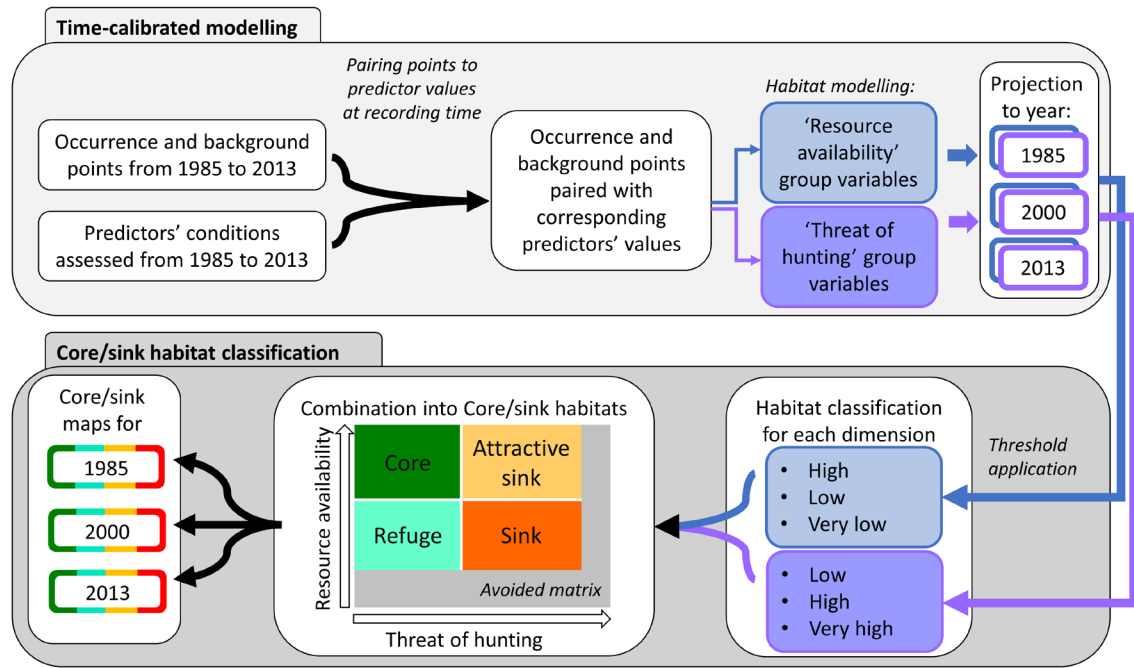 Time-calibrated modelling
Pairing points to
predictor values
at recording time
Occurrence and background
points from 1985 to 2013
Predictors’ conditions
assessed from 1985 to 2013
Occurrence and
background points
paired with
corresponding
predictors’ values
Habitat modelling:
‘Resource
availability’
group variables
‘Threat of
hunting’ group
variables
Projection
to year:
1985
2000
2013
Core/sink habitat classification
Core/sink
maps for
1985
2000
2013
Combination into Core/sink habitats
Resource availability
Core
Attractive
sink
Refuge
Sink
Avoided matrix
Threat of hunting
Habitat classification
for each dimension
• High
• Low
• Very low
• Low
• High
• Very high
Threshold
application